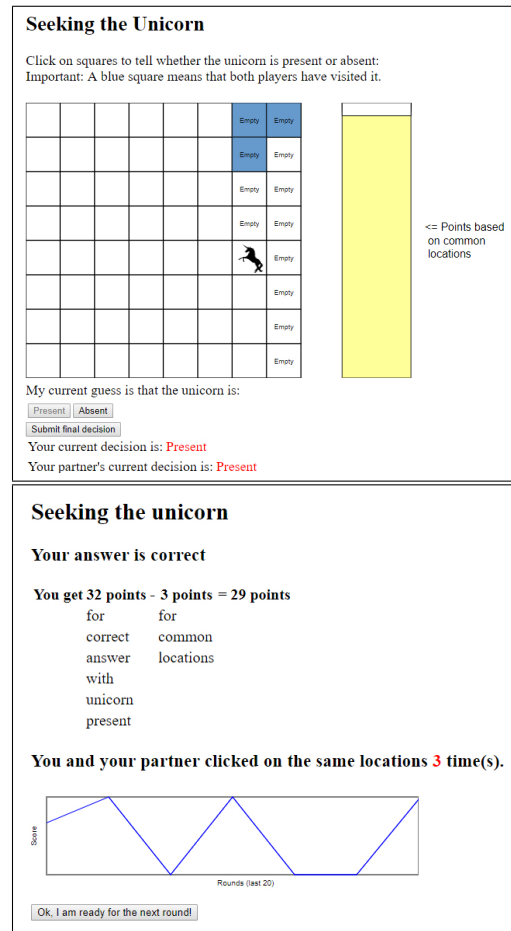 Seeking the Unicorn
Click on squares to tell whether the unicorn is present or absent:
Important: A blue square means that both players have visited it.
Empty Empty
Empty Empty
Empty Empty
Empty Empty
Empty
Empty
Empty
Empty
<= Points based
on common
locations
My current guess is that the unicorn is:
Present Absent
Submit final decision
Your current decision is: Present
Your partner's current decision is: Present
Seeking the unicorn
Your answer is correct
You get 32 points - 3 points = 29 points
for for
correct common
answer locations
with
unicorn
present
You and your partner clicked on the same locations 3 time(s).
Score
Rounds (last 20)
Ok, I am ready for the next round!